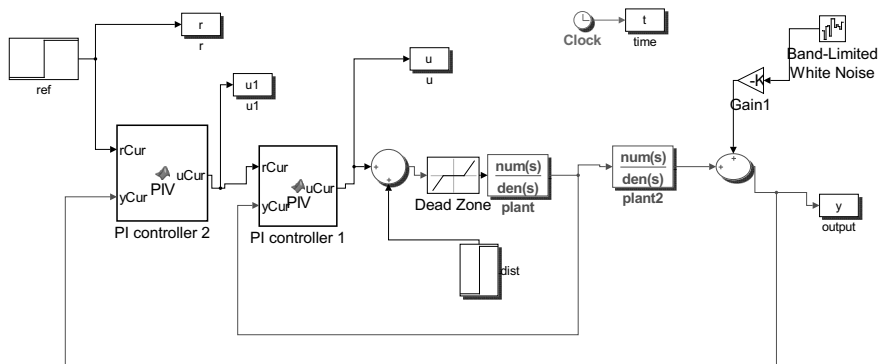 r
r
ref
u1
u1
u
u
Clock
t
time
Band-Limited
White Noise
-K
Gain1
rCur
yCur
PIV
uCur
PI controller 2
rCur
yCur
PIV
uCur
PI controller 1
+
+
Dead Zone
num(s)
den(s)
plant
num(s)
den(s)
plant2
+
+
y
output
dist